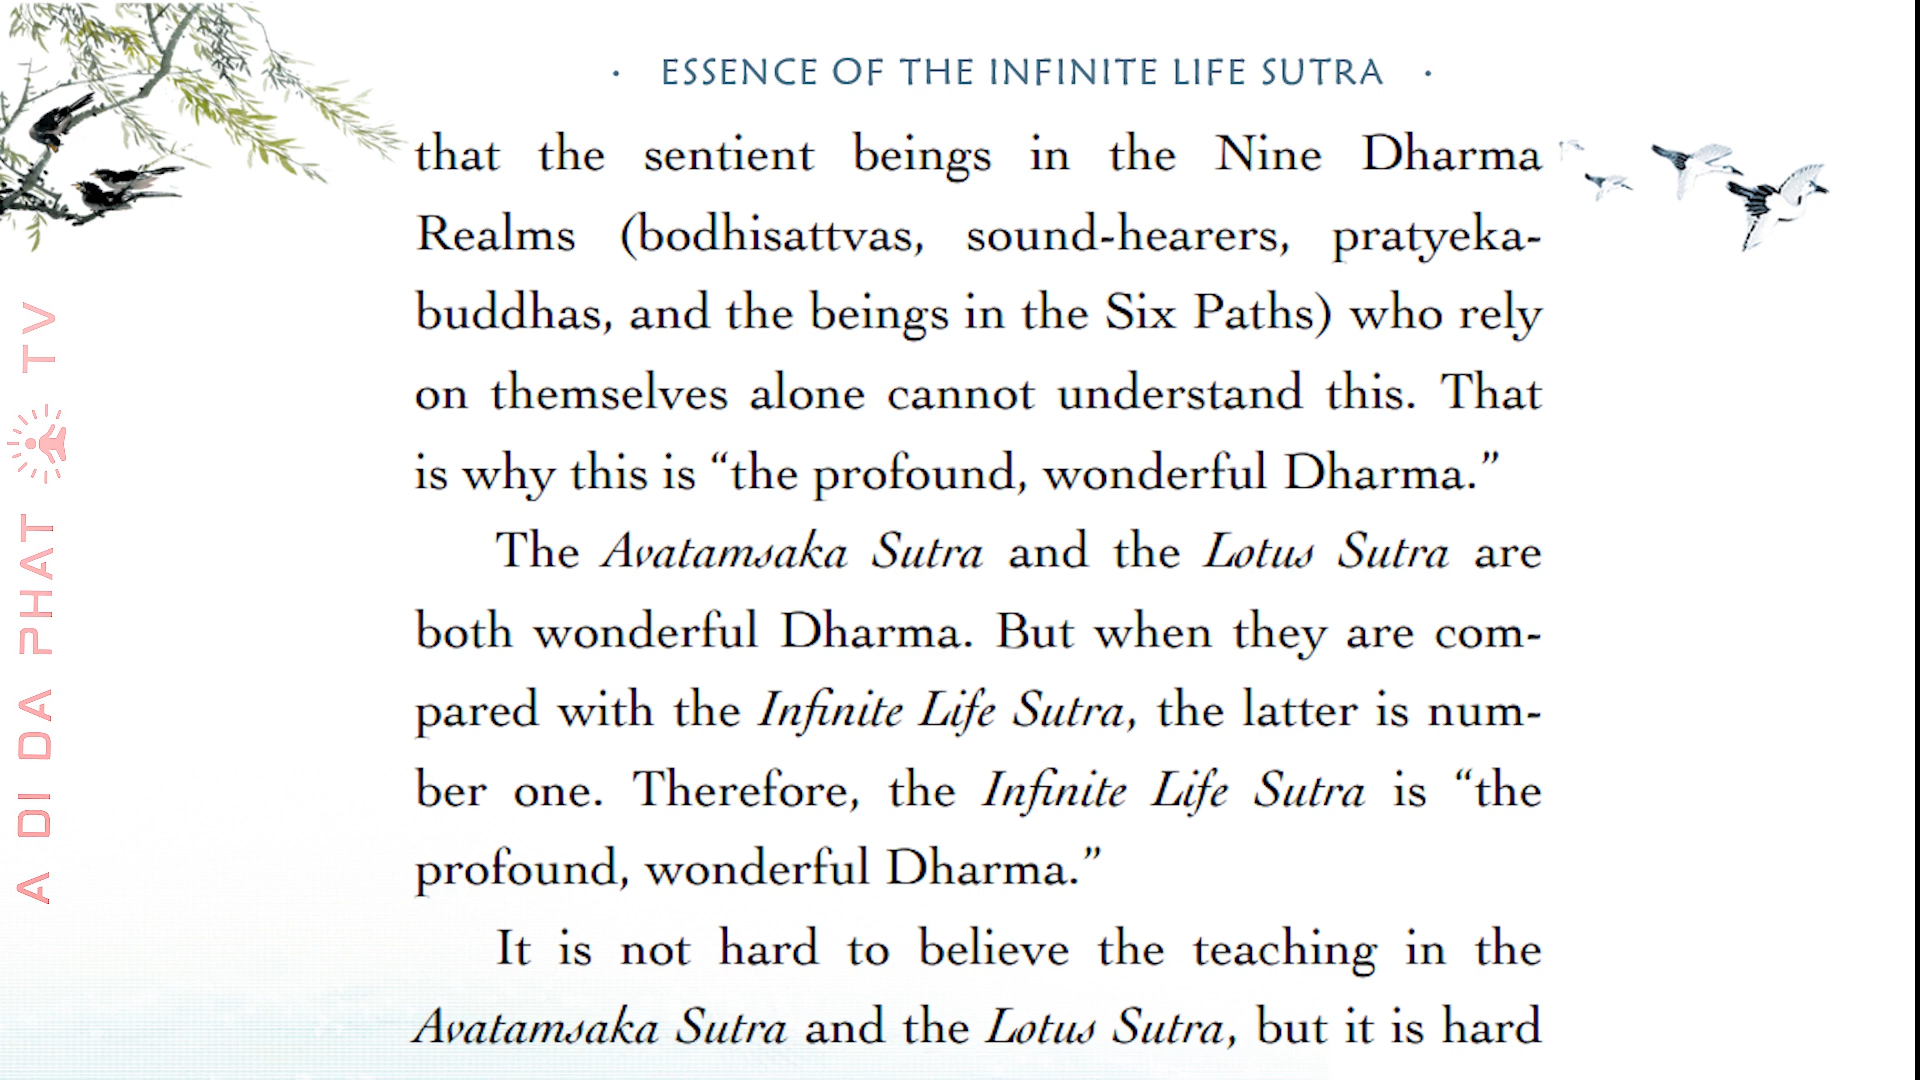 · ESSENCE OF THE INFINITE LIFE SUTRA ·
that the sentient beings in the Nine Dharma
Realms (bodhisattvas, sound-hearers, pratyeka-
buddhas, and the beings in the Six Paths) who rely
on themselves alone cannot understand this. That
is why this is “the profound, wonderful Dharma.”
The Avatamsaka Sutra and the Lotus Sutra are
both wonderful Dharma. But when they are com-
pared with the Infinite Life Sutra, the latter is num-
ber one. Therefore, the Infinite Life Sutra is “the
profound, wonderful Dharma.”
It is not hard to believe the teaching in the
Avatamsaka Sutra and the Lotus Sutra, but it is hard
A DI DA PHAT TV